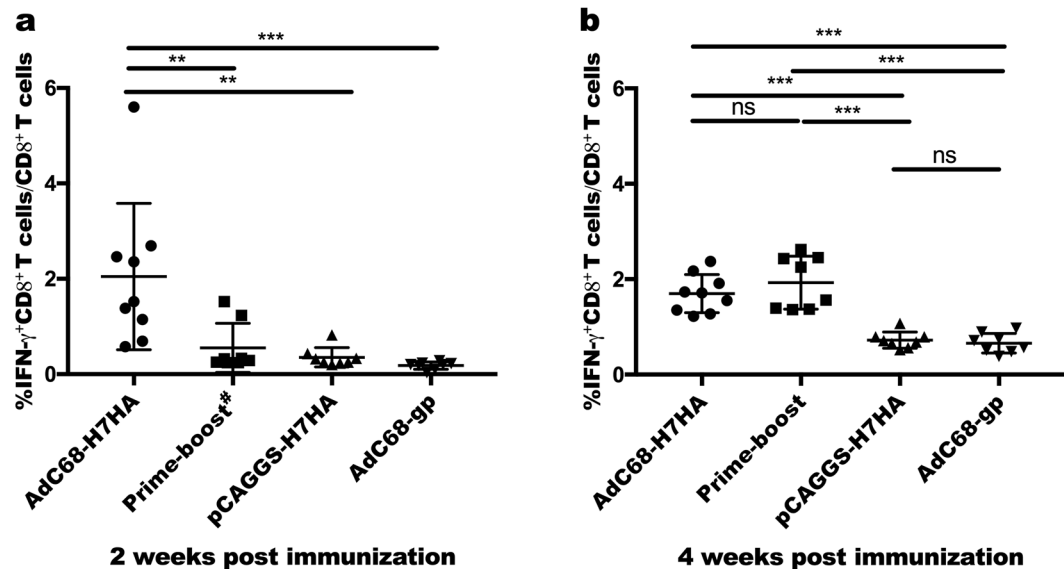 a
***
**
**
%IFN-γ⁺CD8⁺ T cells/CD8⁺ T cells
6
4
2
0
AdC68-H7HA
Prime-boost#
pCAGGS-H7HA
AdC68-gp
2 weeks post immunization
b
***
***
***
ns
***
ns
%IFN-γ⁺CD8⁺ T cells/CD8⁺ T cells
6
4
2
0
AdC68-H7HA
Prime-boost
pCAGGS-H7HA
AdC68-gp
4 weeks post immunization